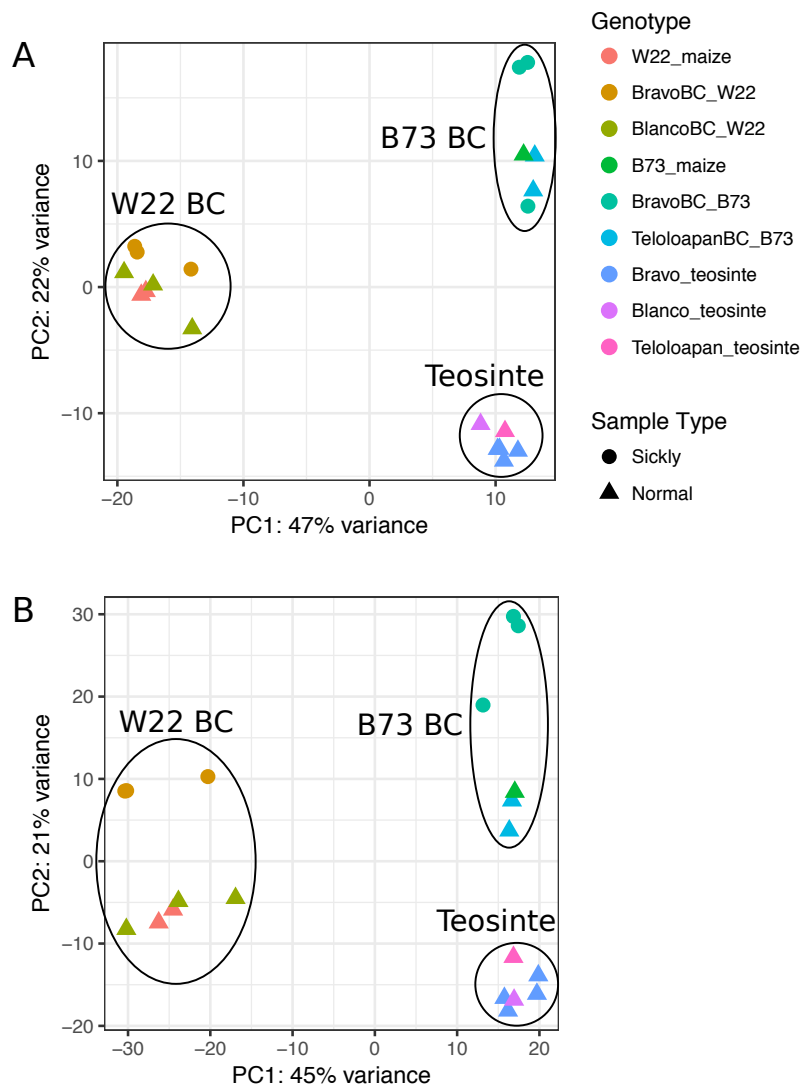 A
W22 BC
B73 BC
Teosinte
10
0
−10
−20
−10
0
10
PC1: 47% variance
PC2: 22% variance
Genotype
W22_maize
BravoBC_W22
BlancoBC_W22
B73_maize
BravoBC_B73
TeloloapanBC_B73
Bravo_teosinte
Blanco_teosinte
Teloloapan_teosinte
Sample Type
Sickly
Normal
B
W22 BC
B73 BC
Teosinte
30
20
10
0
−10
−20
−30
−20
−10
0
10
20
PC1: 45% variance
PC2: 21% variance